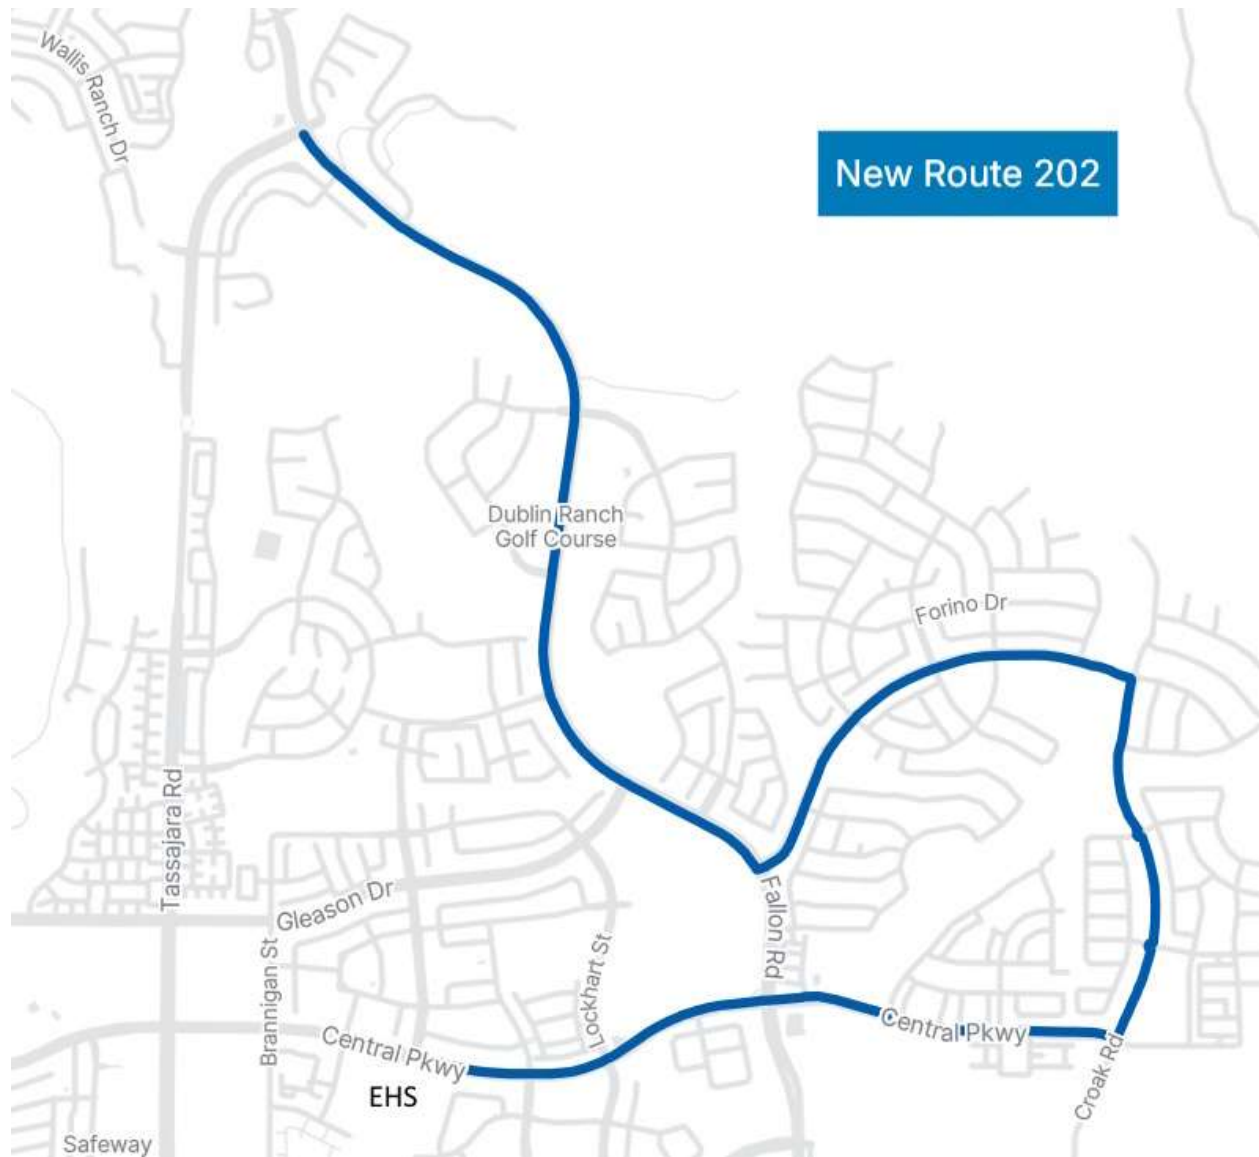 Wallis Ranch Dr
New Route 202
Dublin Ranch
Golf Course
Forino Dr
Tassajara Rd
Gleason Dr
Fallon Rd
Brannigan St
Lockhart St
Central Pkwy
Central Pkwy
Croak Rd
EHS
Safeway